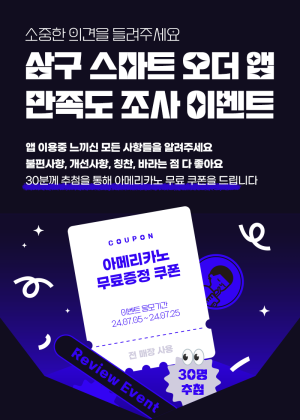 소중한 의견을 들려주세요
삼구 스마트 오더 앱
만족도 조사 이벤트
앱 이용중 느끼신 모든 사항들을 알려주세요
불편사항, 개선사항, 칭찬, 바라는 점 다 좋아요
30분께 추첨을 통해 아메리카노 무료 쿠폰을 드립니다
COUPON
아메리카노
무료증정 쿠폰
이벤트 응모기간
24.07.05 ~ 24.07.25
전 매장 사용
Review Event
30명
추첨